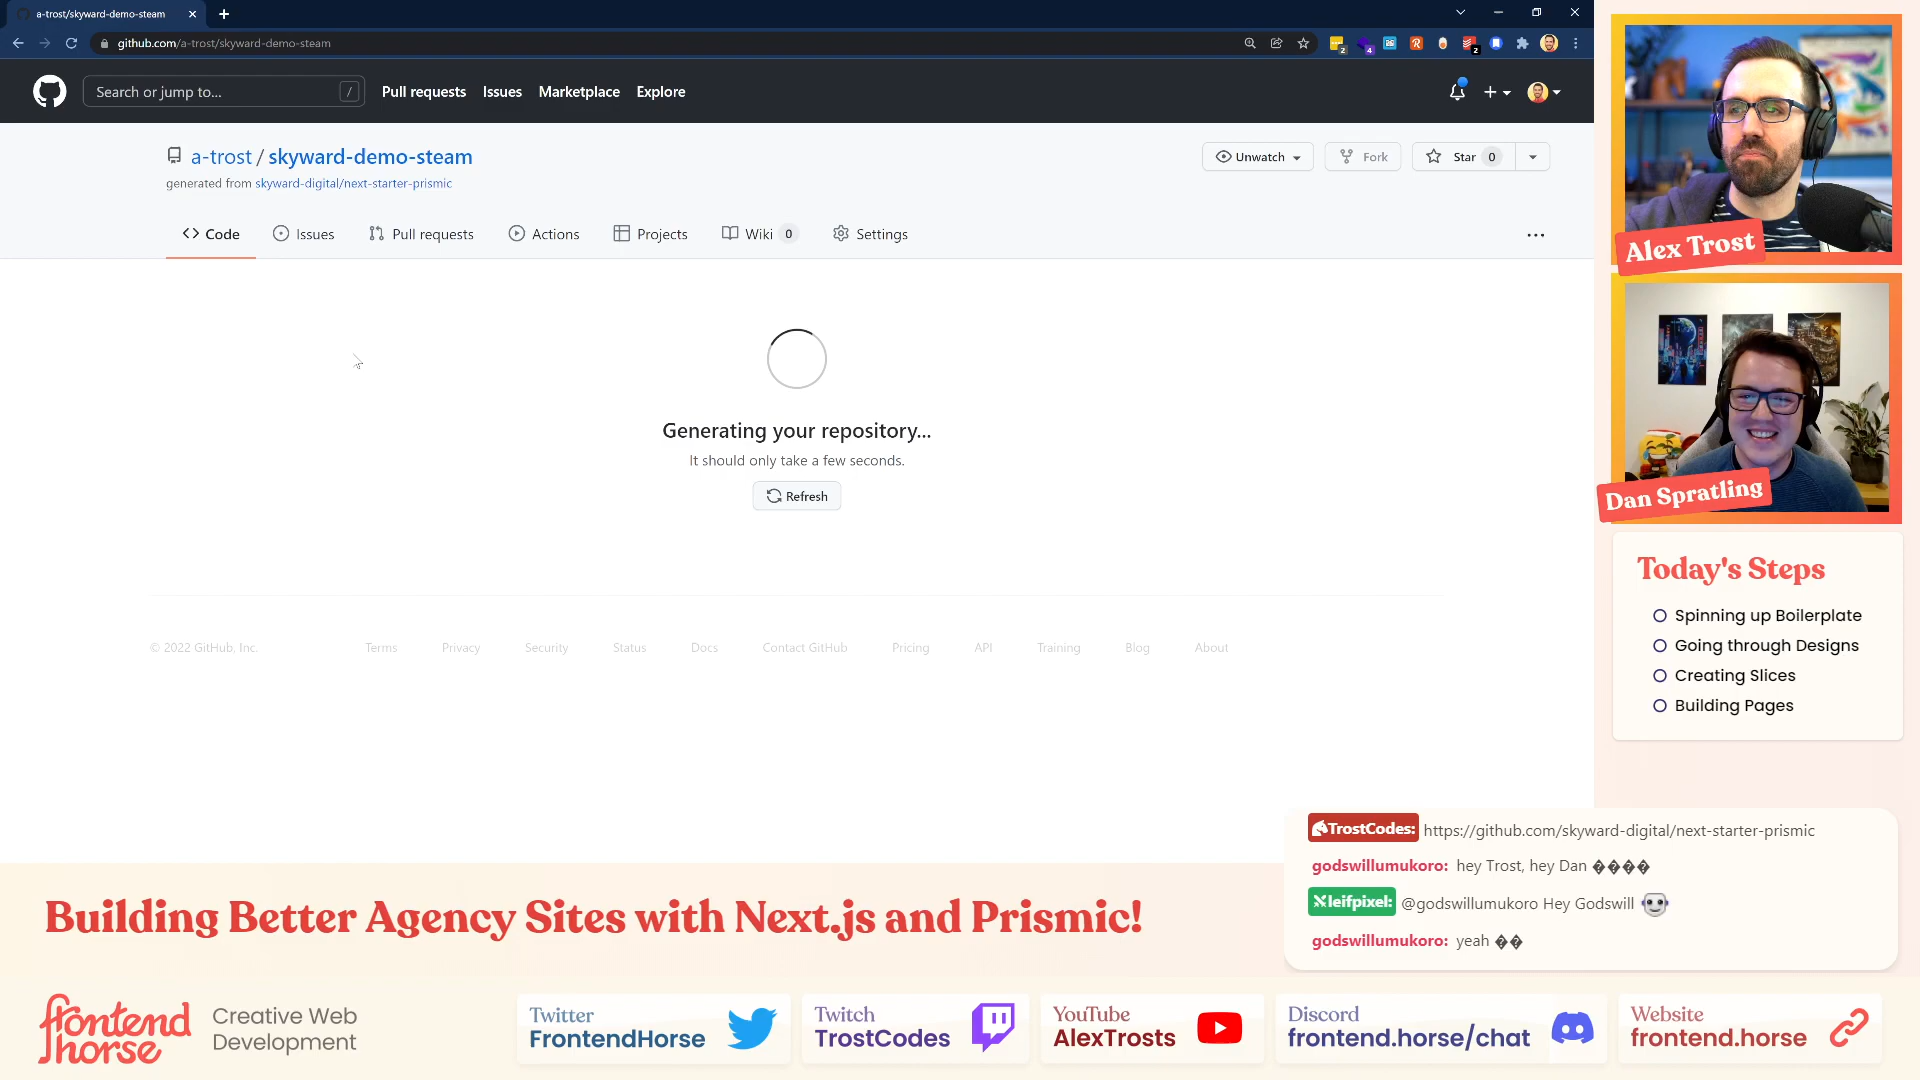 a-trost/skyward-demo-steam
github.com/a-trost/skyward-demo-steam
2
4
2
Search or jump to...
/
Pull requests
Issues
Marketplace
Explore
a-trost / skyward-demo-steam
generated from skyward-digital/next-starter-prismic
Unwatch
Fork
Star 0
Code
Issues
Pull requests
Actions
Projects
Wiki 0
Settings
Generating your repository...
It should only take a few seconds.
Refresh
© 2022 GitHub, Inc.
Terms
Privacy
Security
Status
Docs
Contact GitHub
Pricing
API
Training
Blog
About
Alex Trost
Dan Spratling
Today's Steps
Spinning up Boilerplate
Going through Designs
Creating Slices
Building Pages
TrostCodes: https://github.com/skyward-digital/next-starter-prismic
godswillumukoro: hey Trost, hey Dan ����
leifpixel: @godswillumukoro Hey Godswill
godswillumukoro: yeah ��
Building Better Agency Sites with Next.js and Prismic!
frontend
horse
Creative Web
Development
Twitter
FrontendHorse
Twitch
TrostCodes
YouTube
AlexTrosts
Discord
frontend.horse/chat
Website
frontend.horse